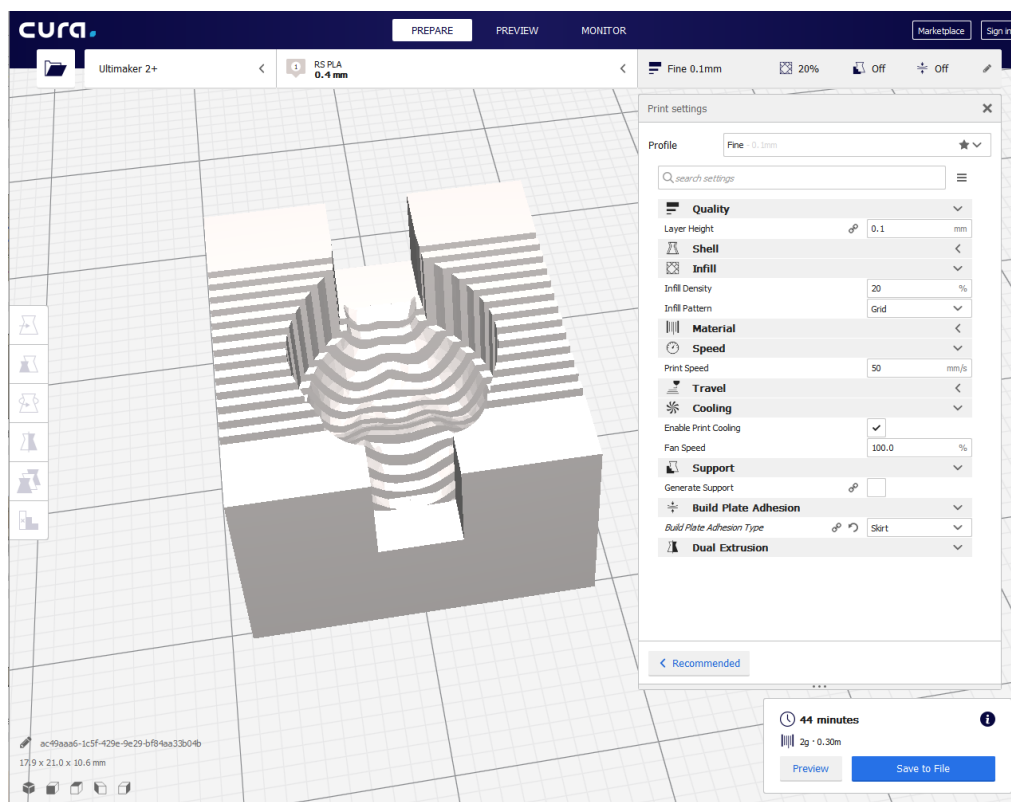 cura.
PREPARE PREVIEW MONITOR Marketplace Sign in
Ultimaker 2+ 1 RS PLA 0.4 mm Fine 0.1mm 20% Off Off
Print settings
Profile Fine - 0.1mm
search settings
Quality
Layer Height 0.1 mm
Shell
Infill
Infill Density 20 %
Infill Pattern Grid
Material
Speed
Print Speed 50 mm/s
Travel
Cooling
Enable Print Cooling
Fan Speed 100.0 %
Support
Generate Support
Build Plate Adhesion
Build Plate Adhesion Type Skirt
Dual Extrusion
Recommended
44 minutes
2g · 0.30m
Preview Save to File
ac49aaa6-1c5f-429e-9e29-bf84aa33b04b
17.9 x 21.0 x 10.6 mm